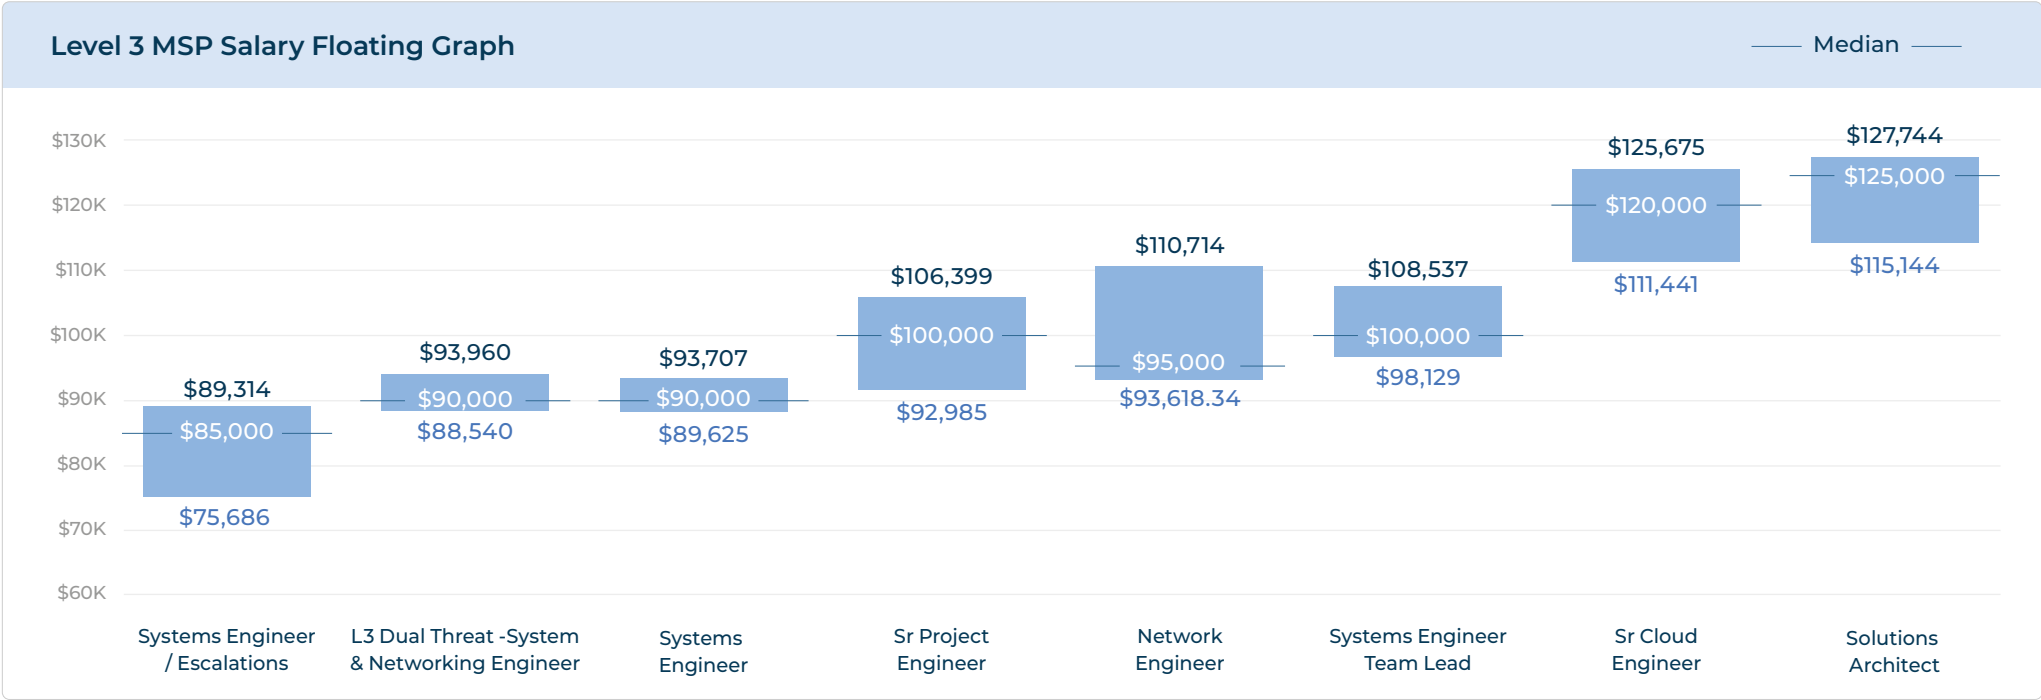 Level 3 MSP Salary Floating Graph
Median
$130K
$120K
$110K
$100K
$90K
$80K
$70K
$60K
$89,314
$85,000
$75,686
$93,960
$90,000
$88,540
$93,707
$90,000
$89,625
$106,399
$100,000
$92,985
$110,714
$95,000
$93,618.34
$108,537
$100,000
$98,129
$125,675
$120,000
$111,441
$127,744
$125,000
$115,144
Systems Engineer
/ Escalations
L3 Dual Threat -System
& Networking Engineer
Systems
Engineer
Sr Project
Engineer
Network
Engineer
Systems Engineer
Team Lead
Sr Cloud
Engineer
Solutions
Architect